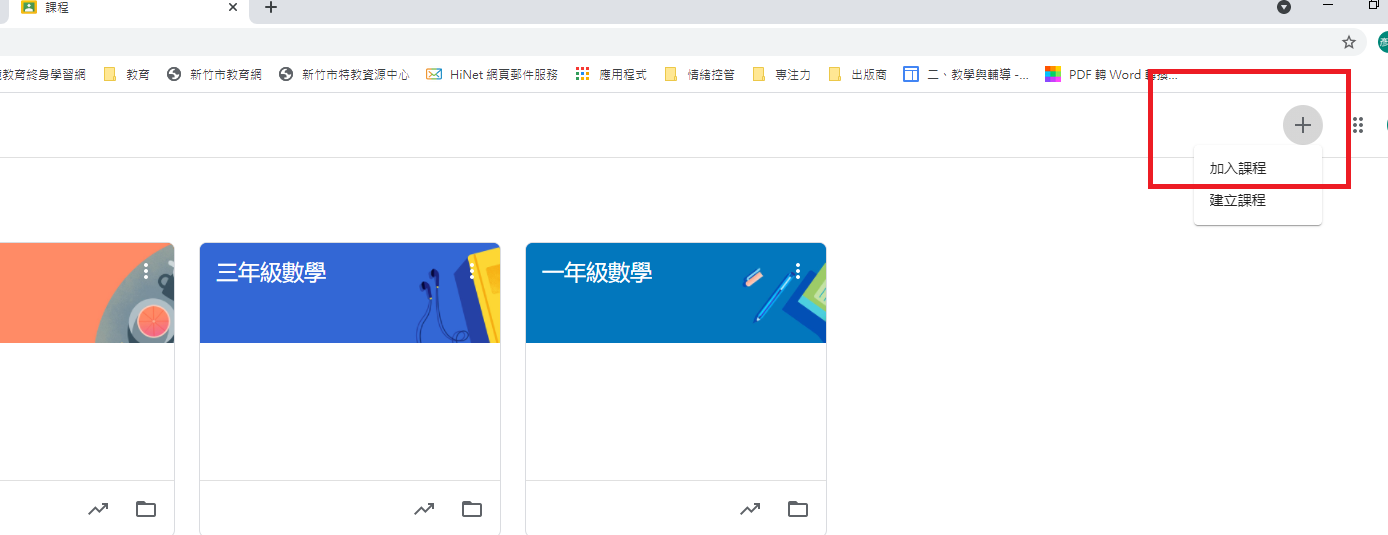 課程
教育終身學習網 教育 新竹市教育網 新竹市特教資源中心 HiNet 網頁郵件服務 應用程式 情緒控管 專注力 出版商 二、教學與輔導 -... PDF 轉 Word 轉換...
加入課程
建立課程
三年級數學
一年級數學